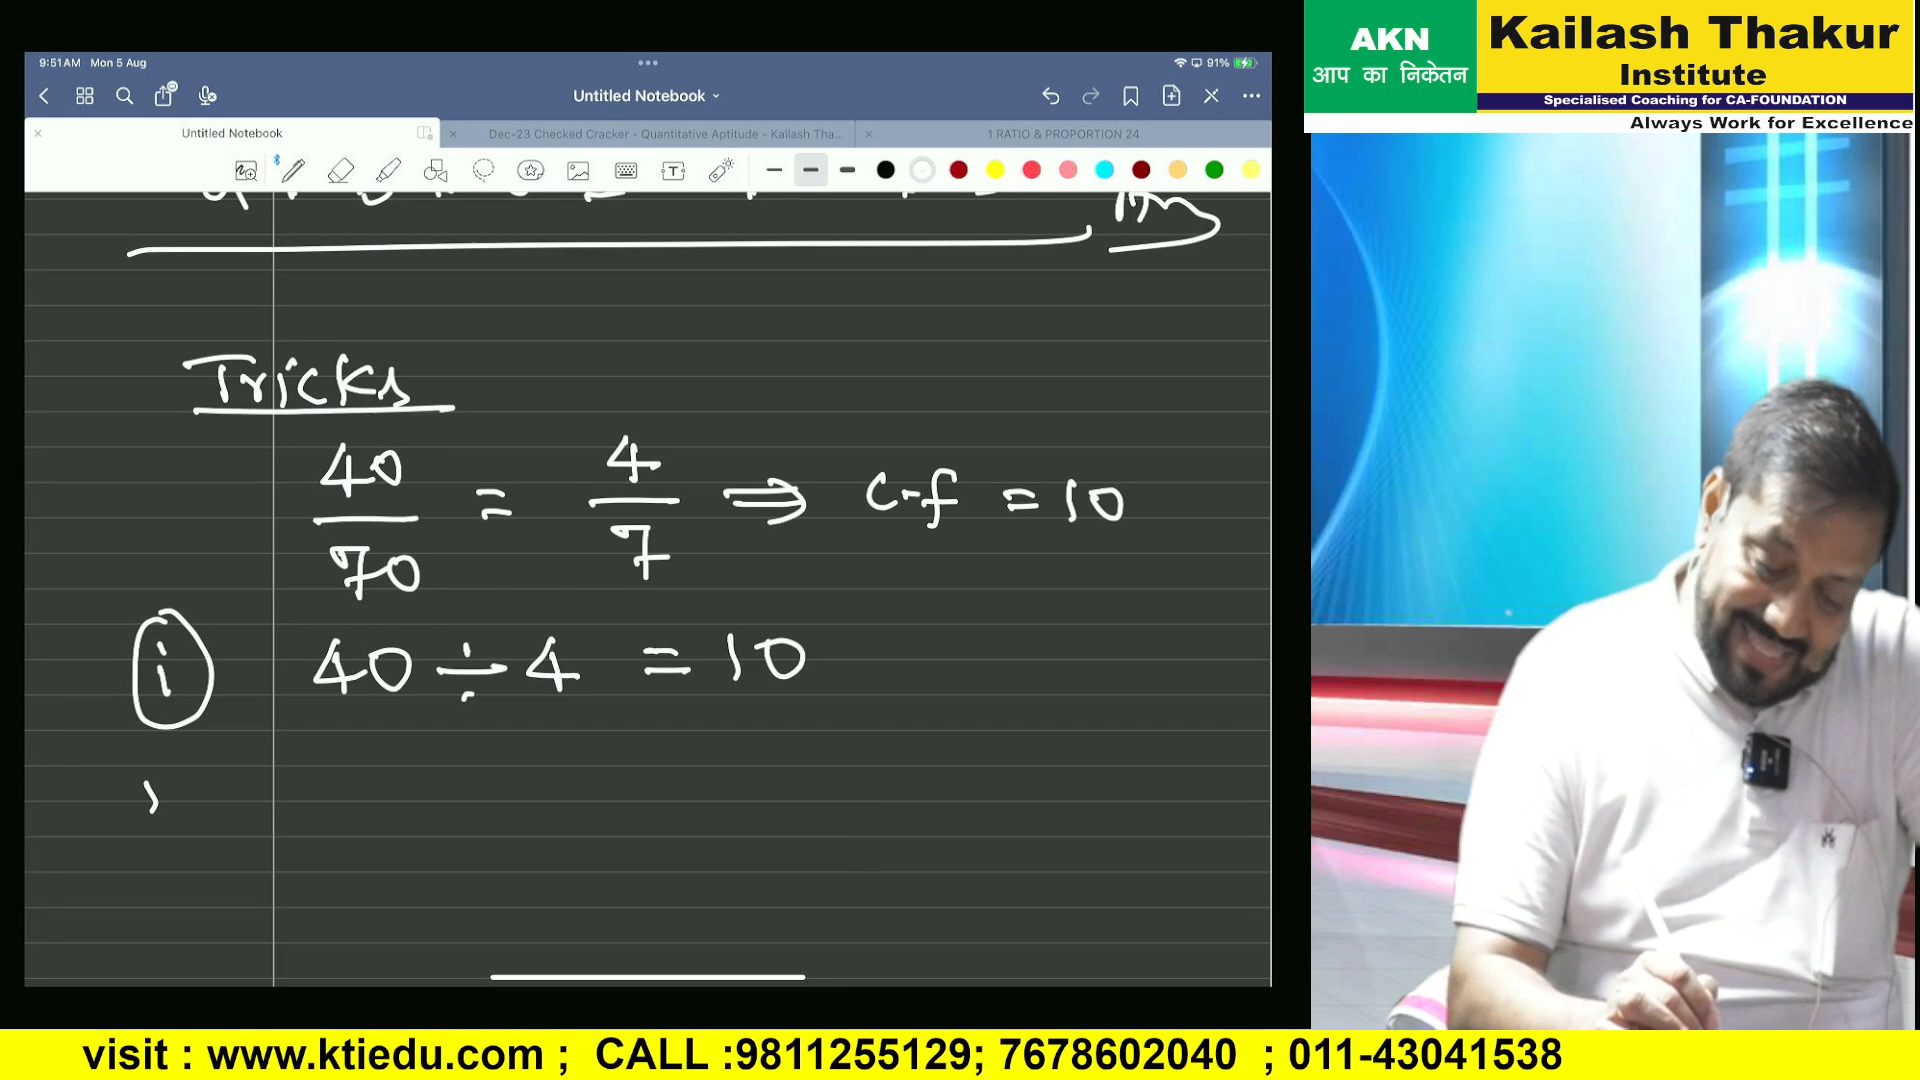 AKN
आप का निकेतन
Kailash Thakur
Institute
Specialised Coaching for CA-FOUNDATION
Always Work for Excellence
9:51AM Mon 5 Aug
91%
Untitled Notebook
Untitled Notebook
Dec-23 Checked Cracker - Quantitative Aptitude - Kailash Tha...
1 RATIO & PROPORTION 24
Tricks
40/70 = 4/7 ⇒ C-f = 10
i 40 ÷ 4 = 10
visit : www.ktiedu.com ; CALL :9811255129; 7678602040 ; 011-43041538